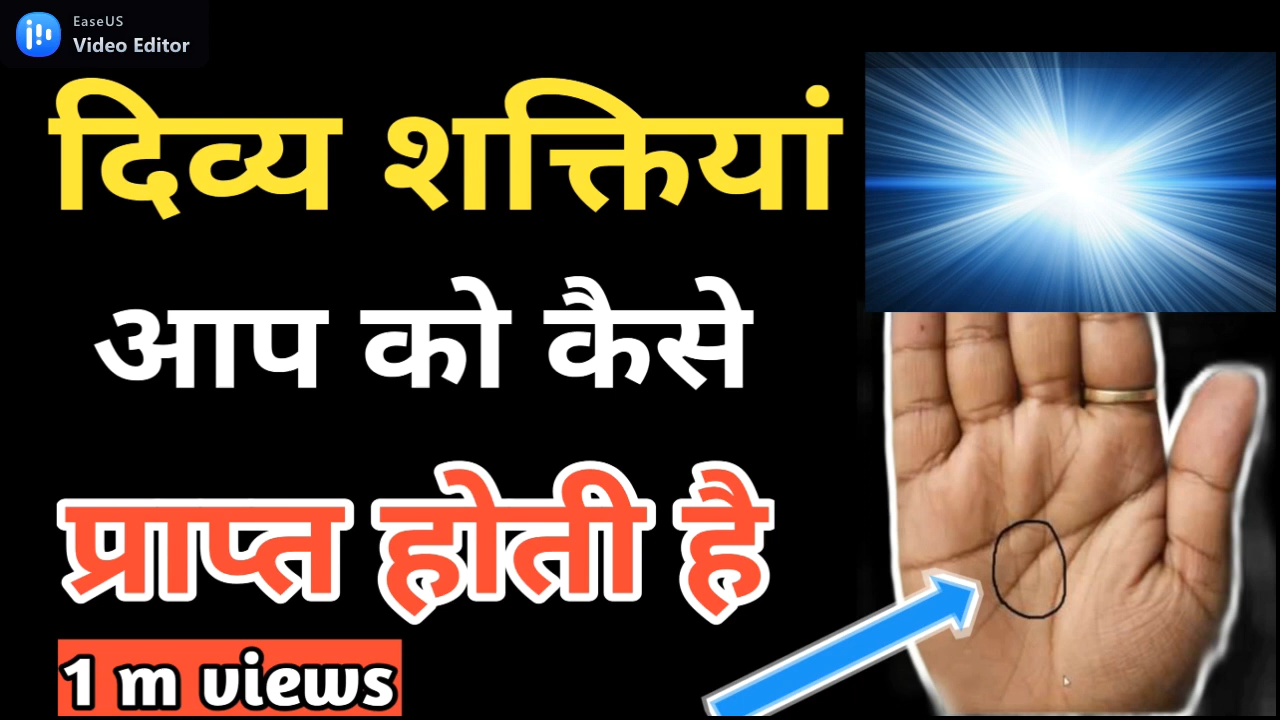 EaseUS
Video Editor
दिव्य शक्तियां
आप को कैसे
प्राप्त होती है
1 m views